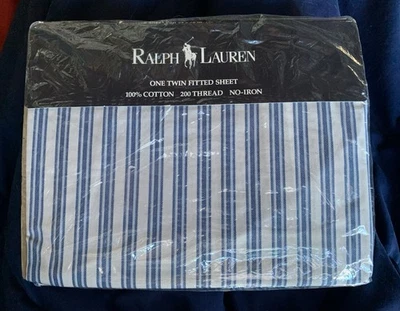 RALPH LAUREN
ONE TWIN FITTED SHEET
100% COTTON 200 THREAD NO-IRON